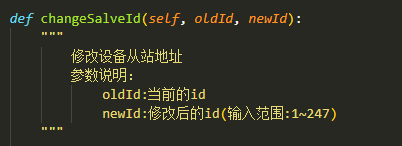 def changeSalveId(self, oldId, newId):
"""
修改设备从站地址
参数说明:
oldId:当前的id
newId:修改后的id(输入范围:1~247)
"""